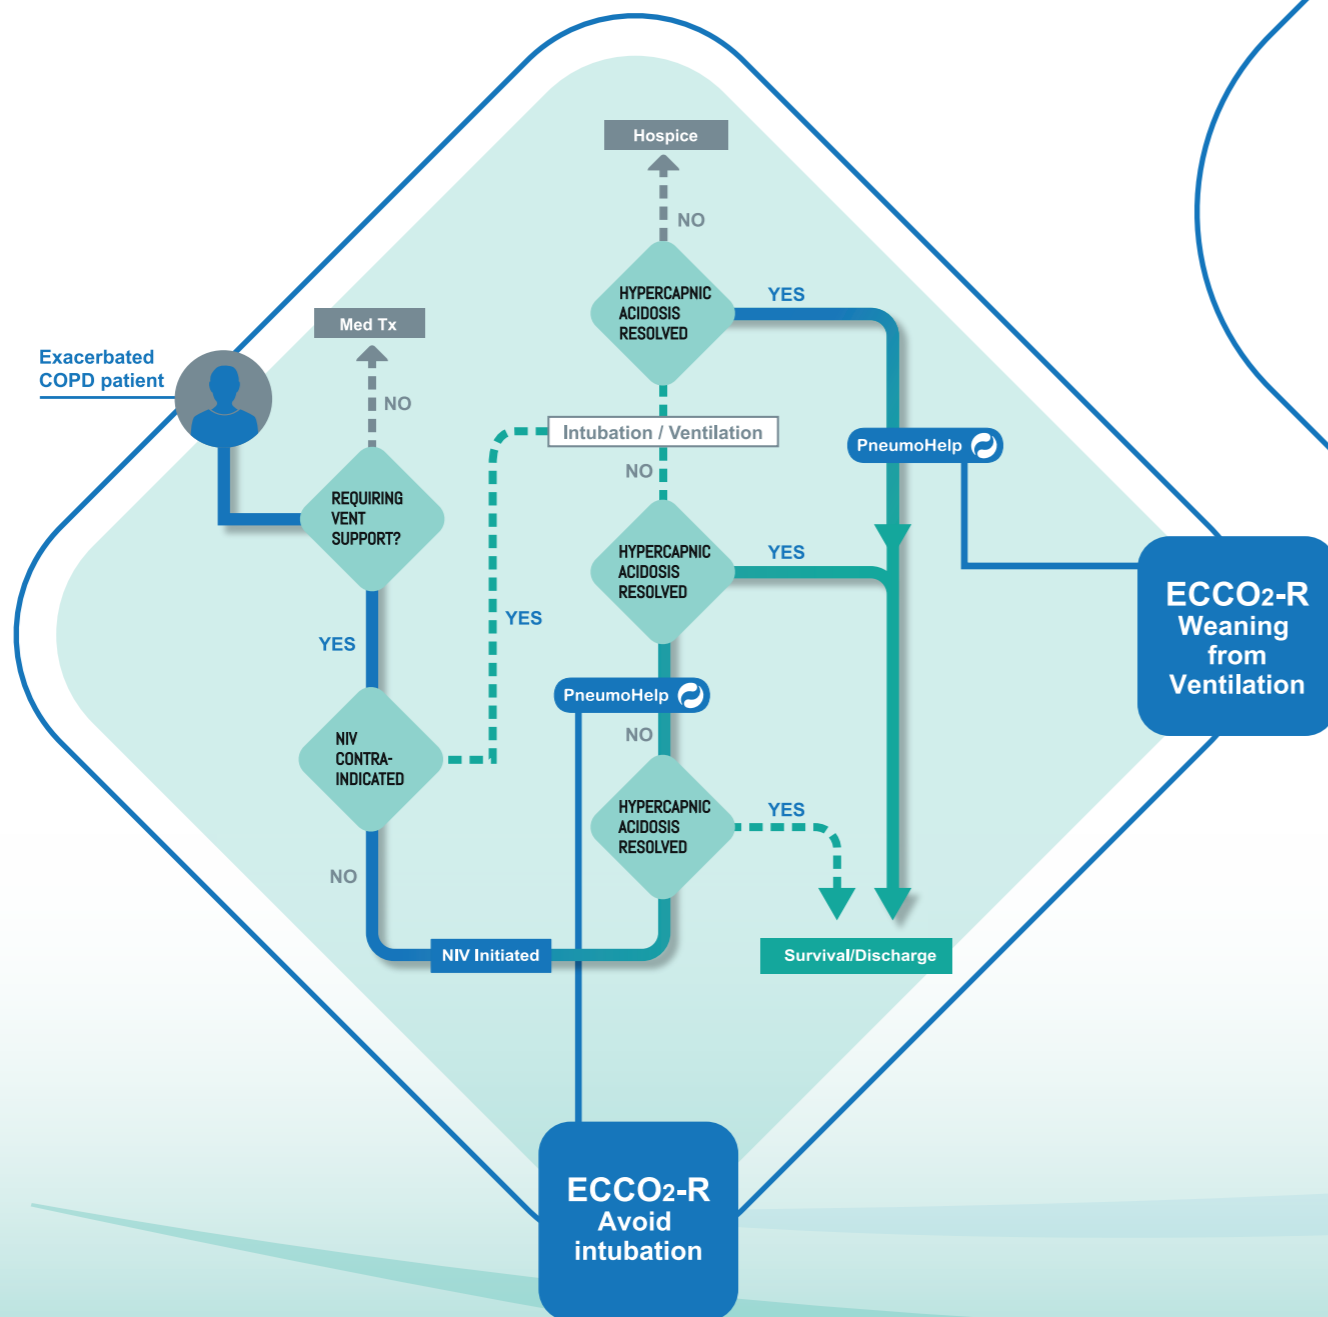 Hospice
NO
HYPERCAPNIC
ACIDOSIS
RESOLVED
YES
Med Tx
Exacerbated
COPD patient
NO
Intubation / Ventilation
PneumoHelp
NO
REQUIRING
VENT
SUPPORT?
HYPERCAPNIC
ACIDOSIS
RESOLVED
YES
ECCO2-R
Weaning
from
Ventilation
YES
YES
PneumoHelp
NO
NIV
CONTRA-
INDICATED
HYPERCAPNIC
ACIDOSIS
RESOLVED
YES
NO
NIV Initiated
Survival/Discharge
ECCO2-R
Avoid
intubation